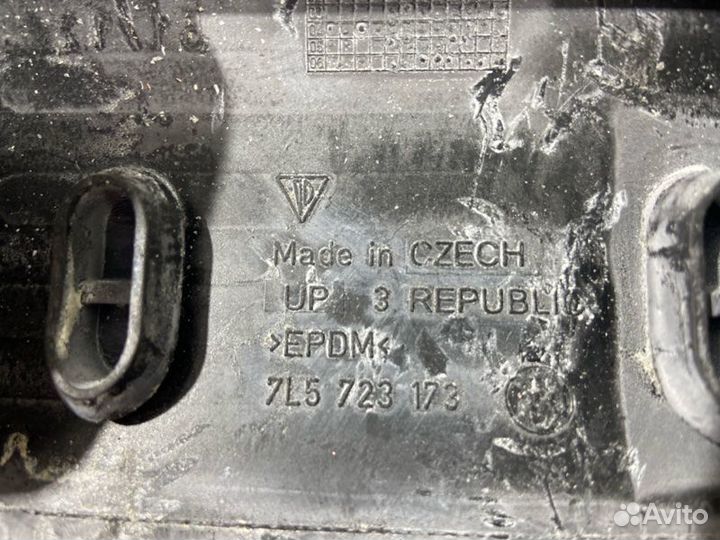 Made in CZECH
UP 3 REPUBLIC
>EPDM<
7L5 723 173
Avito